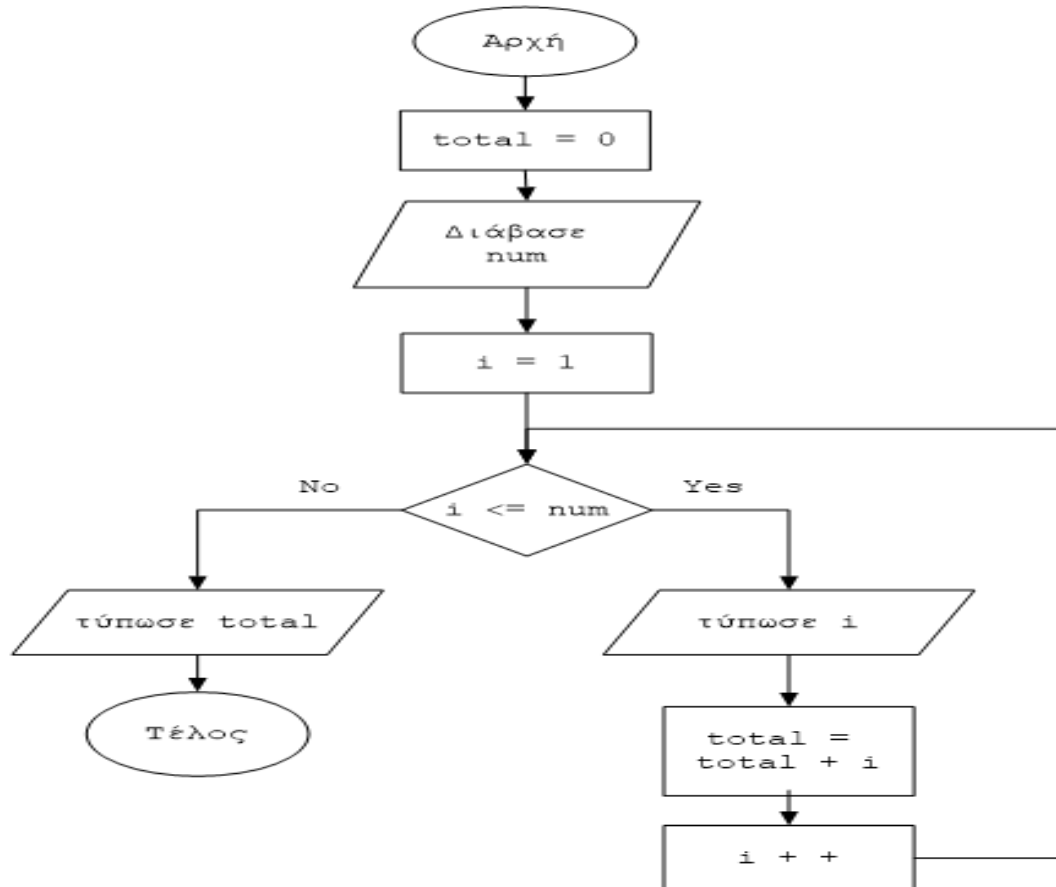 Αρχή
total = 0
Διάβασε
num
i = 1
No
Yes
i <= num
τύπωσε total
τύπωσε i
Τέλος
total =
total + i
i + +